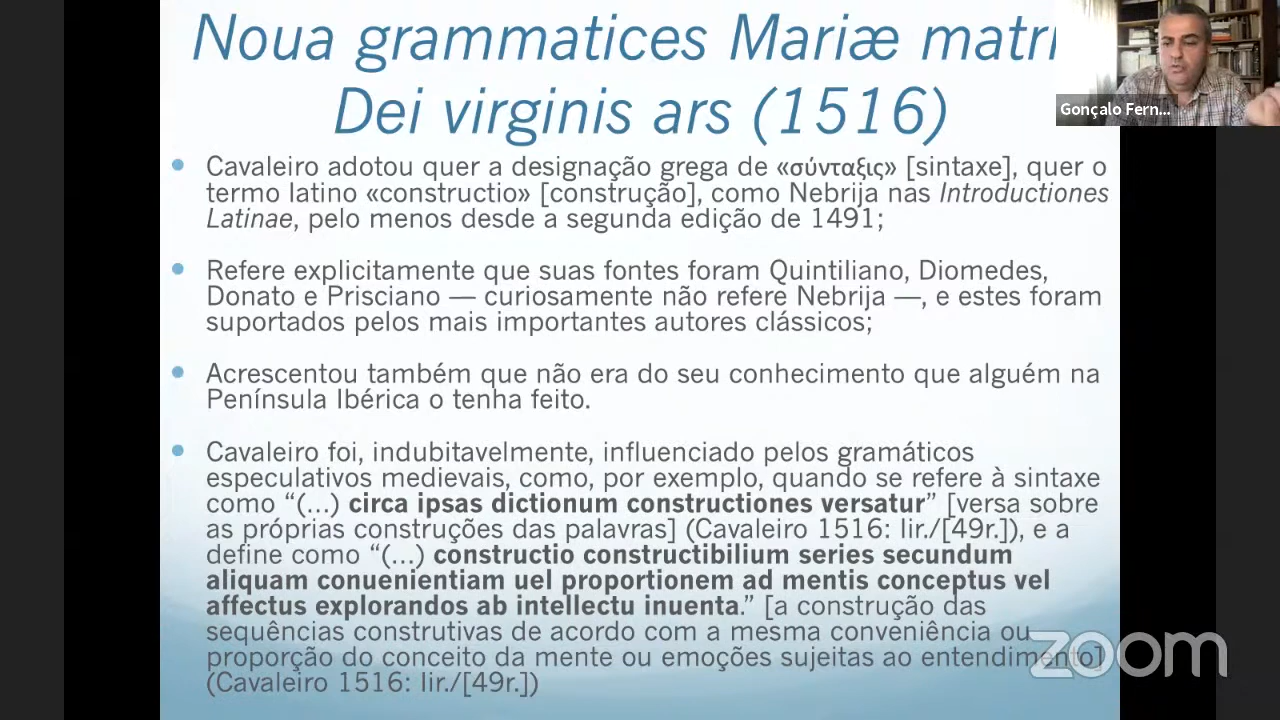 Noua grammatices Mariæ matri
Dei virginis ars (1516)
Gonçalo Fern...
Cavaleiro adotou quer a designação grega de «σύνταξις» [sintaxe], quer o
termo latino «constructio» [construção], como Nebrija nas Introductiones
Latinae, pelo menos desde a segunda edição de 1491;
Refere explicitamente que suas fontes foram Quintiliano, Diomedes,
Donato e Prisciano — curiosamente não refere Nebrija —, e estes foram
suportados pelos mais importantes autores clássicos;
Acrescentou também que não era do seu conhecimento que alguém na
Península Ibérica o tenha feito.
Cavaleiro foi, indubitavelmente, influenciado pelos gramáticos
especulativos medievais, como, por exemplo, quando se refere à sintaxe
como “(...) circa ipsas dictionum constructiones versatur” [versa sobre
as próprias construções das palavras] (Cavaleiro 1516: Iir./[49r.]), e a
define como “(...) constructio constructibilium series secundum
aliquam conuenientiam uel proportionem ad mentis conceptus vel
affectus explorandos ab intellectu inuenta.” [a construção das
sequências construtivas de acordo com a mesma conveniência ou
proporção do conceito da mente ou emoções sujeitas ao entendimento]
(Cavaleiro 1516: Iir./[49r.])
zoom